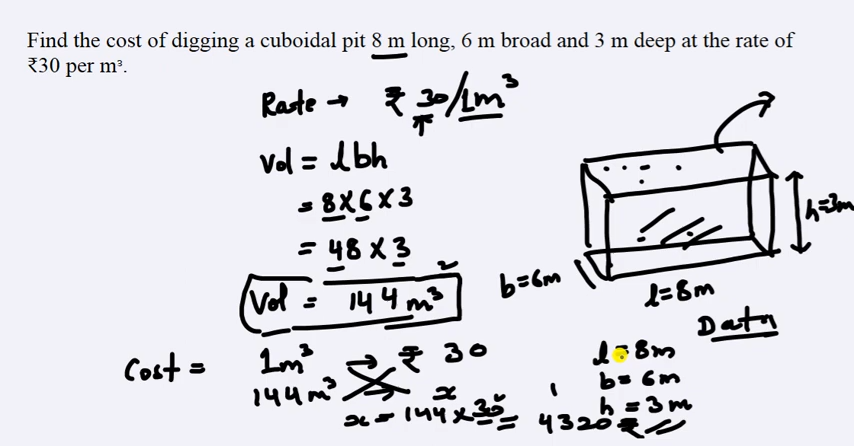 Find the cost of digging a cuboidal pit 8 m long, 6 m broad and 3 m deep at the rate of
₹30 per m³.
Rate → ₹ 30/1m³
Vol = lbh
= 8×6×3
= 48×3
Vol = 144 m³
b=6m
l=8m
h=3m
Data
l=8m
b=6m
h=3m
Cost = 1m³ → ₹ 30
144m³ → x
x = 144×30 = 4320 ₹